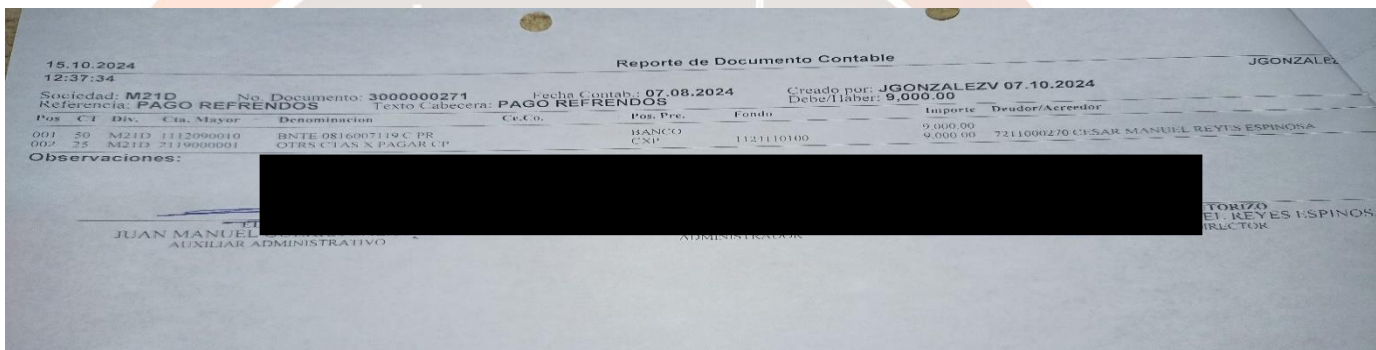 15.10.2024 Reporte de Documento Contable JGONZALEZ
12:37:34
Sociedad: M21D No. Documento: 3000000271 Fecha Contab.: 07.08.2024 Creado por: JGONZALEZV 07.10.2024
Referencia: PAGO REFRENDOS Texto Cabecera: PAGO REFRENDOS Debe/Haber: 9,000.00
Pos CT Div. Cta. Mayor Denominacion Ce.Co. Pos. Pre. Fondo Importe Deudor/Acreedor
001 50 M21D 1112090010 BNTE 0816007119 C PR BANCO 9,000.00
002 25 M21D 2119000001 OTRS CTAS X PAGAR CP CXP 1121110100 9,000.00 7211000270 CESAR MANUEL REYES ESPINOSA
Observaciones:
TORIZO
JUAN MANUEL EL REYES ESPINOS
AUXILIAR ADMINISTRATIVO ADMINISTRADOR IRECTOR